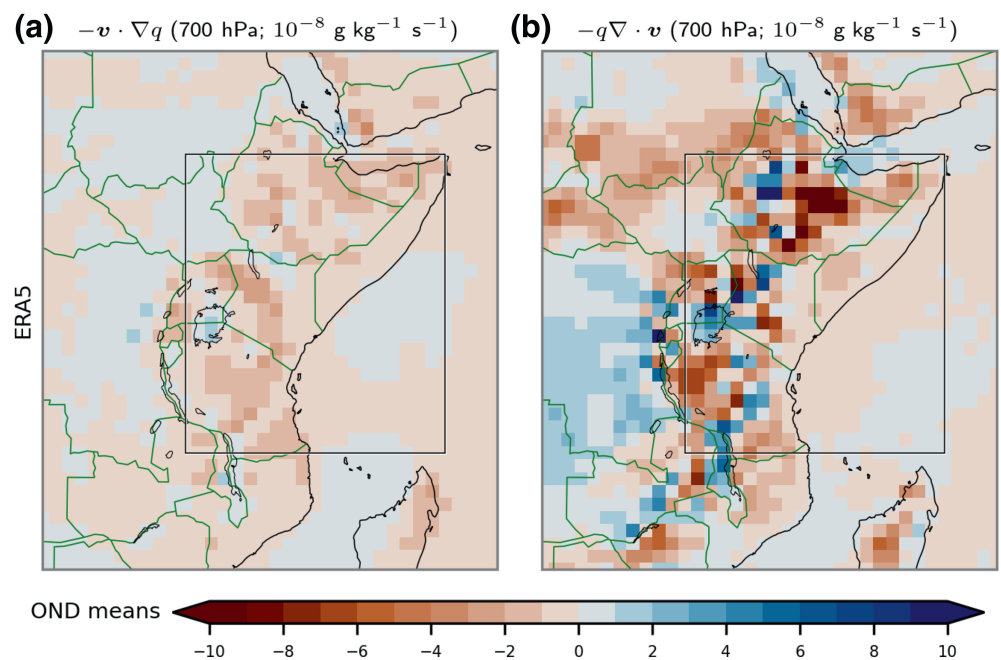 (a) −v · ∇q (700 hPa; 10⁻⁸ g kg⁻¹ s⁻¹)
(b) −q∇ · v (700 hPa; 10⁻⁸ g kg⁻¹ s⁻¹)
ERA5
OND means
−10 −8 −6 −4 −2 0 2 4 6 8 10